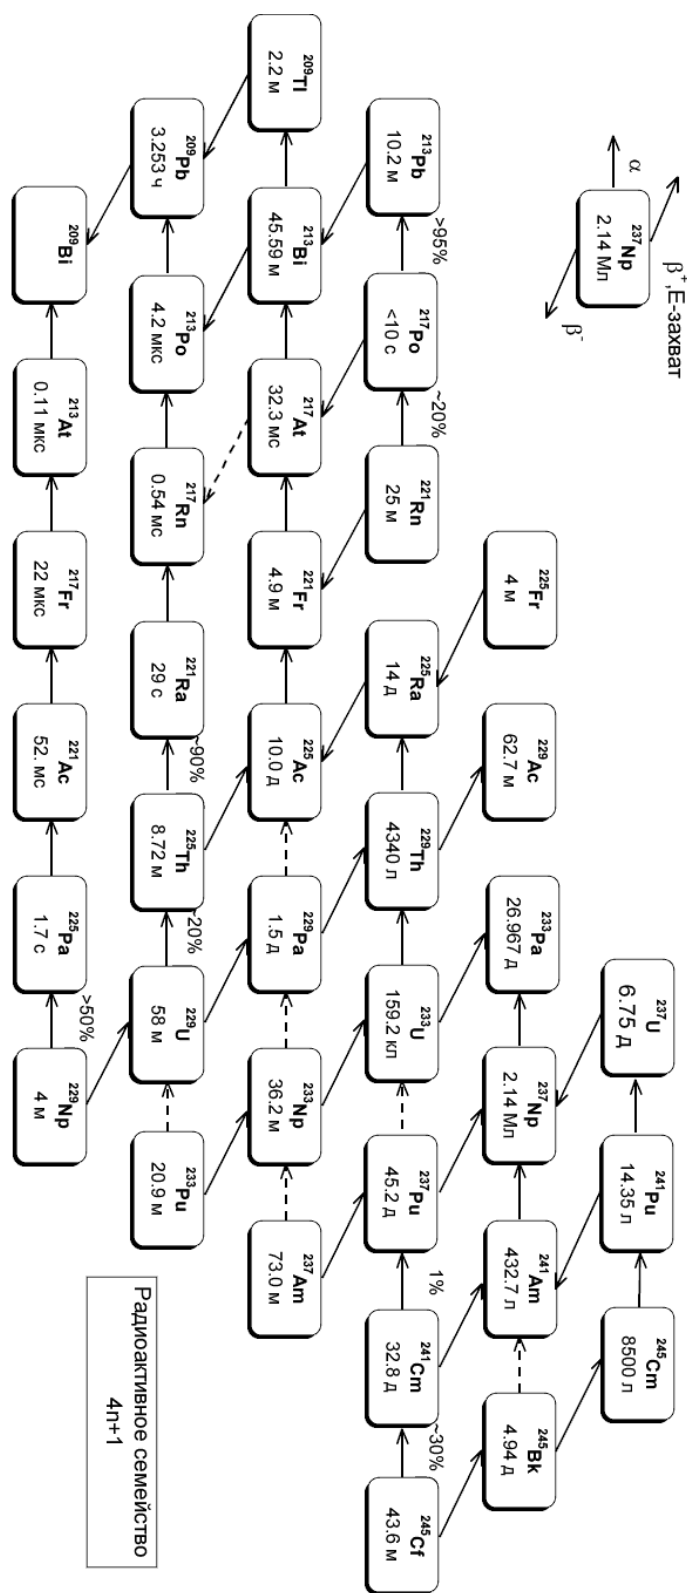 β⁺,E-захват
α
²³⁷Np
2.14 Мл
β⁻
²³⁷U
6.75 д
²⁴¹Pu
14.35 л
²⁴⁵Cm
8500 л
²²⁵Fr
4 м
²²⁹Ac
62.7 м
²³³Pa
26.967 д
²³⁷Np
2.14 Мл
²⁴¹Am
432.7 л
²⁴⁵Bk
4.94 д
²¹³Pb
10.2 м
>95%
²¹⁷Po
<10 с
~20%
²²¹Rn
25 м
²²⁵Ra
14 д
²²⁹Th
4340 л
²³³U
159.2 кл
²³⁷Pu
45.2 д
1%
²⁴¹Cm
32.8 д
~30%
²⁴⁵Cf
43.6 м
²⁰⁹Tl
2.2 м
²¹³Bi
45.59 м
²¹⁷At
32.3 мс
²²¹Fr
4.9 м
²²⁵Ac
10.0 д
²²⁹Pa
1.5 д
²³³Np
36.2 м
²³⁷Am
73.0 м
²⁰⁹Pb
3.253 ч
²¹³Po
4.2 мкс
²¹⁷Rn
0.54 мс
²²¹Ra
29 с
~90%
²²⁵Th
8.72 м
~20%
²²⁹U
58 м
²³³Pu
20.9 м
²⁰⁹Bi
²¹³At
0.11 мкс
²¹⁷Fr
22 мкс
²²¹Ac
52. мс
²²⁵Pa
1.7 с
>50%
²²⁹Np
4 м
Радиоактивное семейство
4n+1